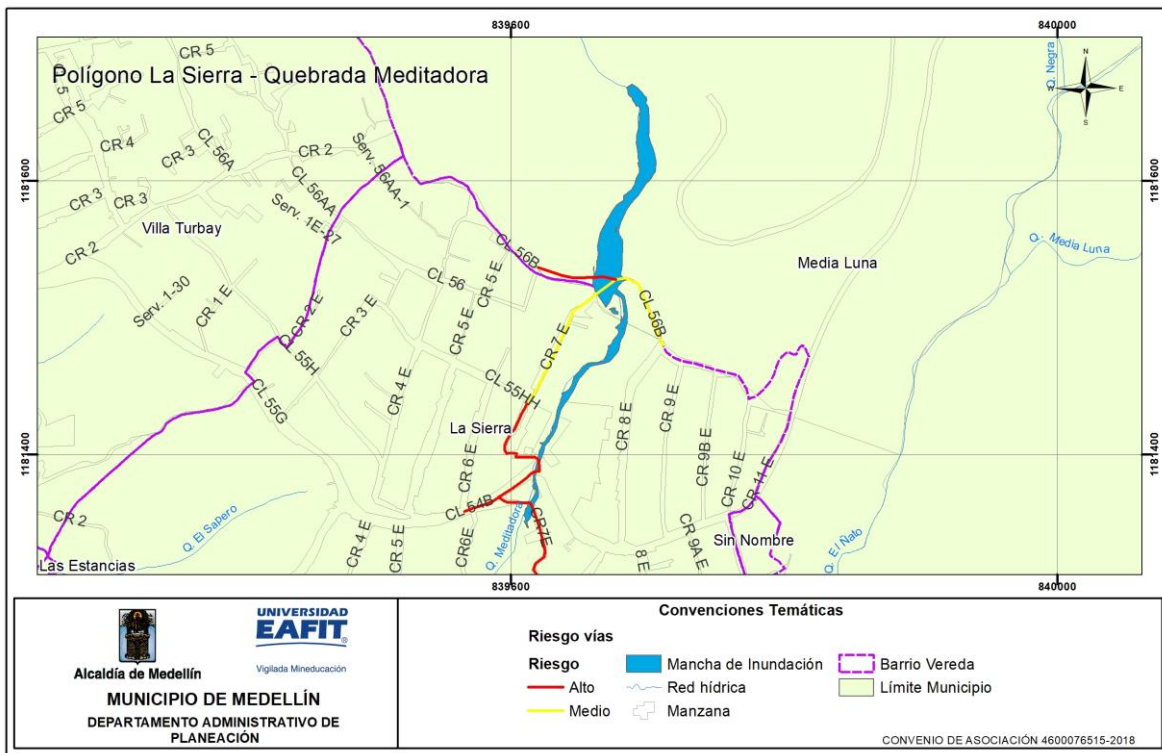 839600
840000
Polígono La Sierra - Quebrada Meditadora
CR 5
CR 5
CR 4
CR 3
CL 56A
CR 2
Serv. 56AA-1
CL 56AA
Serv. 1E-27
CR 3
CR 3
CR 2
Villa Turbay
Serv. 1-30
CR 1 E
CR 2 E
CR 3 E
CL 56
CR 5 E
CR 5 E
CL 56B
CL 56B
Media Luna
Q. Negra
Q. Media Luna
N
E
S
1181600
1181600
CL 55H
CL 55G
CR 4 E
CL 55HH
CR 7 E
La Sierra
CR 6 E
CR 8 E
CR 9 E
CR 9B E
CR 10 E
CR 11 E
1181400
1181400
CL 54B
CR 2
Q. El Sapero
CR 4 E
CR 5 E
CR6E
Q. Meditadora
CR7E
8 E
CR 9A E
Sin Nombre
Q. El Ñato
Las Estancias
839600
840000
Alcaldía de Medellín
UNIVERSIDAD
EAFIT®
Vigilada Mineducación
MUNICIPIO DE MEDELLÍN
DEPARTAMENTO ADMINISTRATIVO DE
PLANEACIÓN
Convenciones Temáticas
Riesgo vías
Riesgo
Alto
Medio
Mancha de Inundación
Red hídrica
Manzana
Barrio Vereda
Límite Municipio
CONVENIO DE ASOCIACIÓN 4600076515-2018